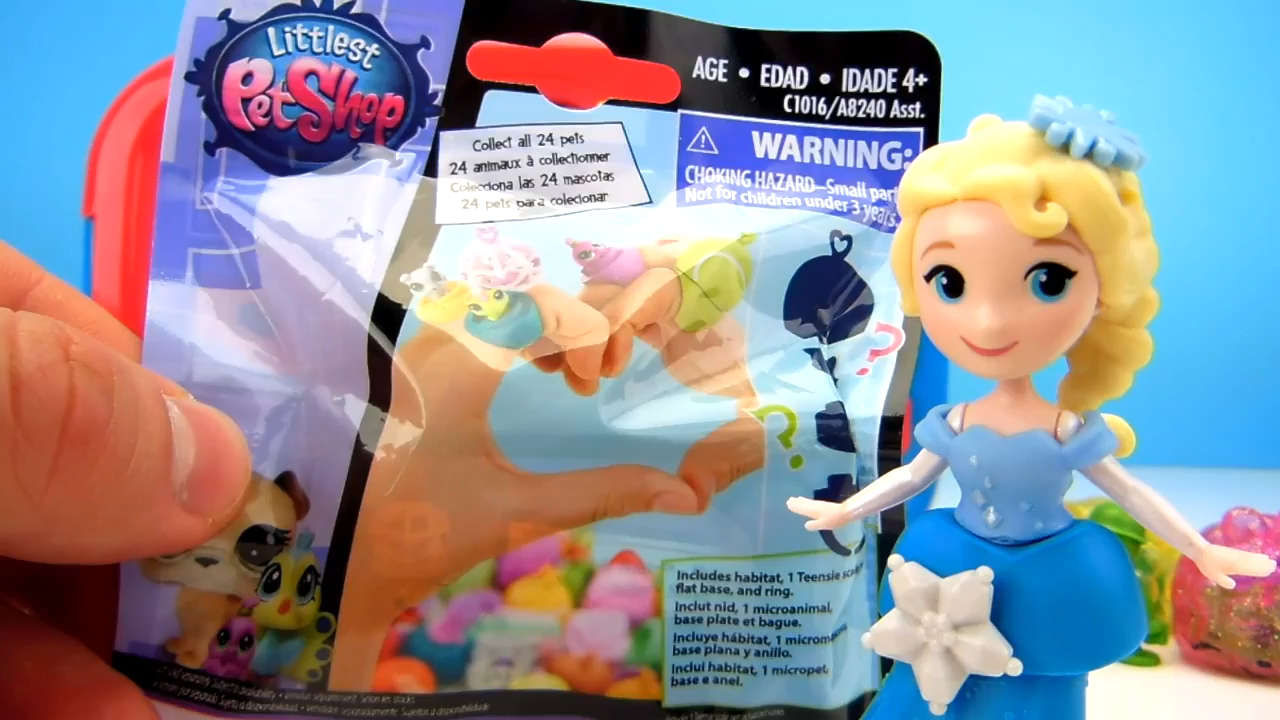 Littlest
PetShop
AGE • EDAD • IDADE 4+
C1016/A8240 Asst.
Collect all 24 pets
24 animaux à collectionner
Colecciona las 24 mascotas
24 pets para colecionar
WARNING:
CHOKING HAZARD—Small par
Not for children under 3 years.
?
?
Includes habitat, 1 Teensie
flat base, and ring.
Inclut nid, 1 microanimal,
base plate et bague.
Incluye hábitat, 1 microm
base plana y anillo.
Inclui habitat, 1 micropet,
base e anel.